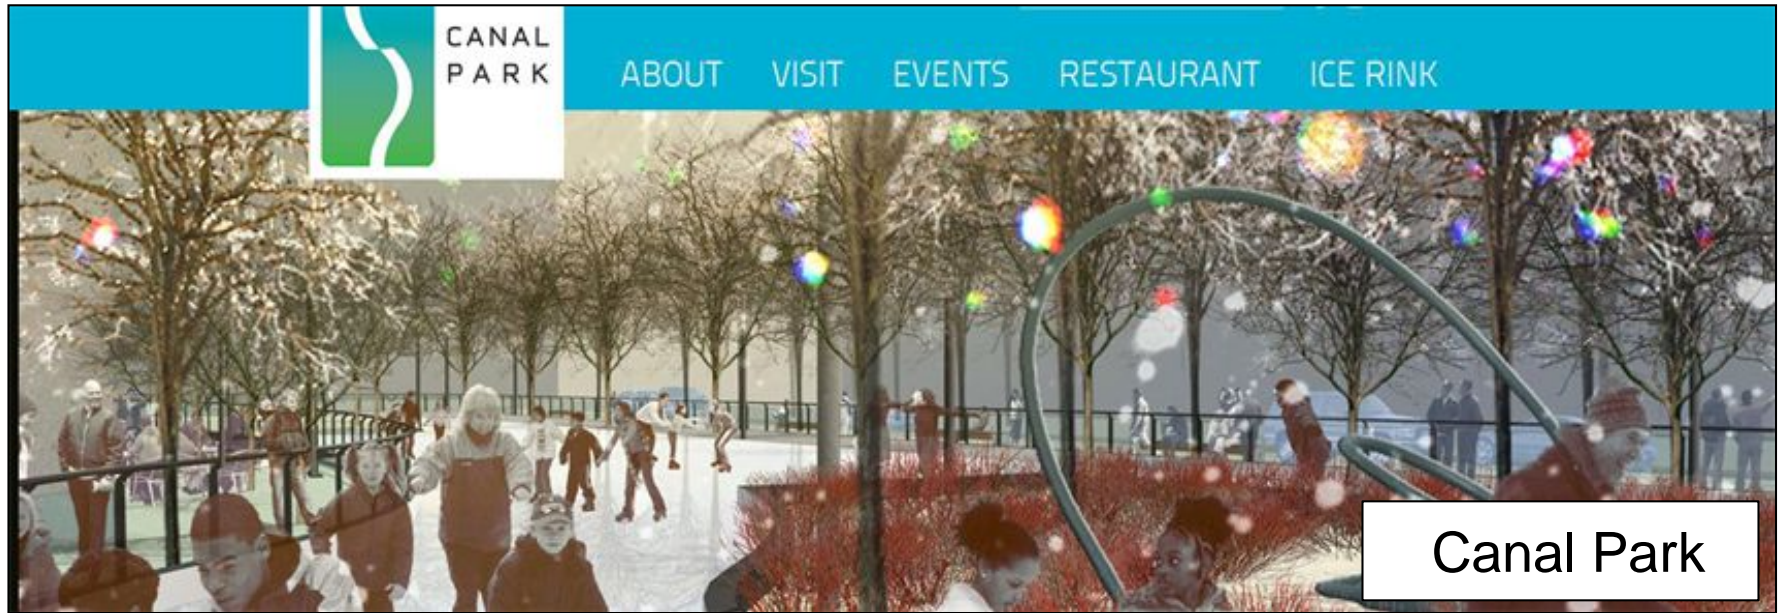 CANAL
PARK
ABOUT VISIT EVENTS RESTAURANT ICE RINK
Canal Park